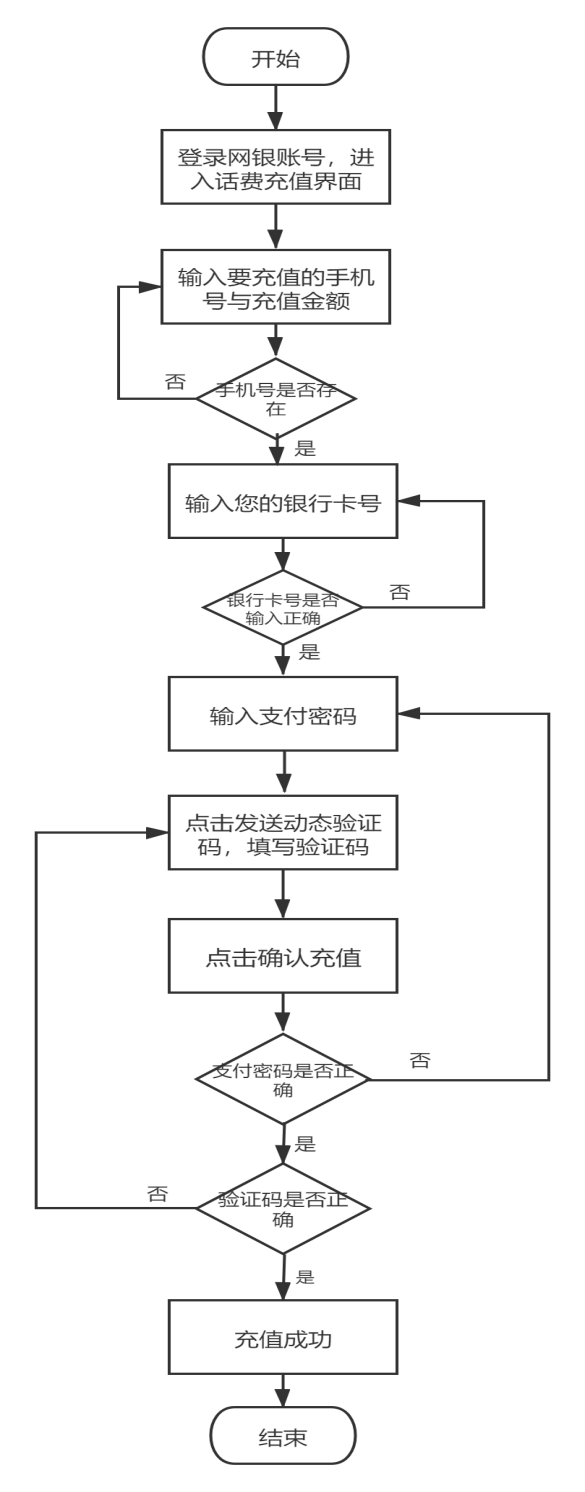 开始
登录网银账号，进
入话费充值界面
输入要充值的手机
号与充值金额
否
手机号是否存
在
是
输入您的银行卡号
银行卡号是否
输入正确
否
是
输入支付密码
点击发送动态验证
码，填写验证码
点击确认充值
支付密码是否正
确
否
是
否
验证码是否正
确
是
充值成功
结束